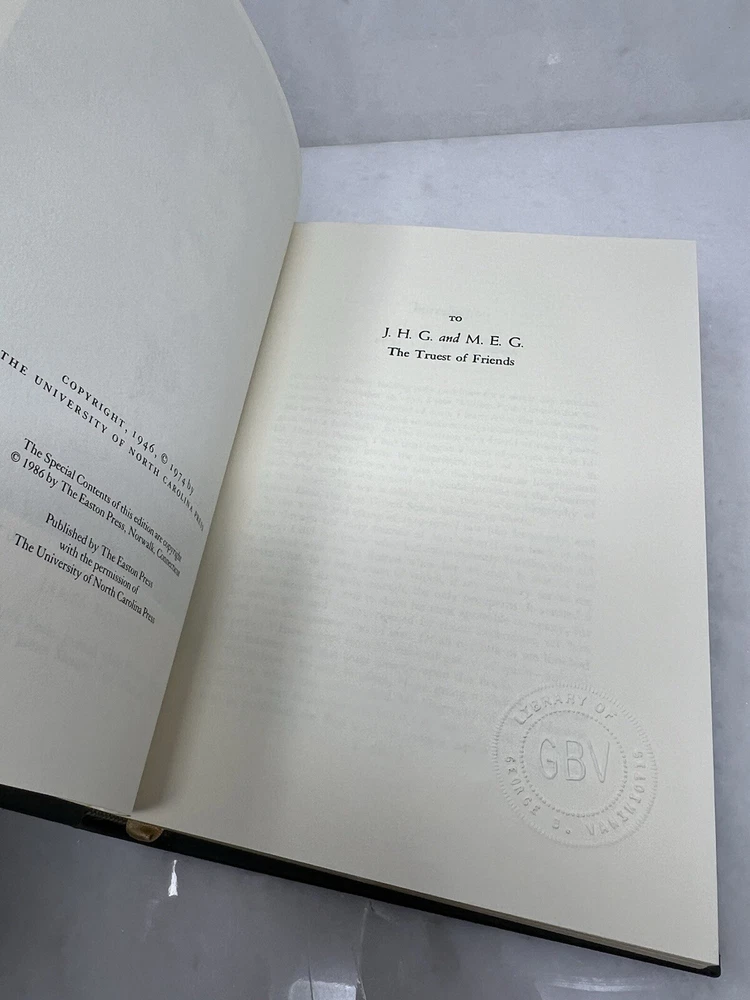 COPYRIGHT, 1946, © 1974 by
THE UNIVERSITY OF NORTH CAROLINA PRESS
The Special Contents of this edition are copyright
© 1986 by The Easton Press, Norwalk, Connecticut
Published by The Easton Press
with the permission of
The University of North Carolina Press
TO
J. H. G. and M. E. G.
The Truest of Friends
LIBRARY OF
GBV
GEORGE B.